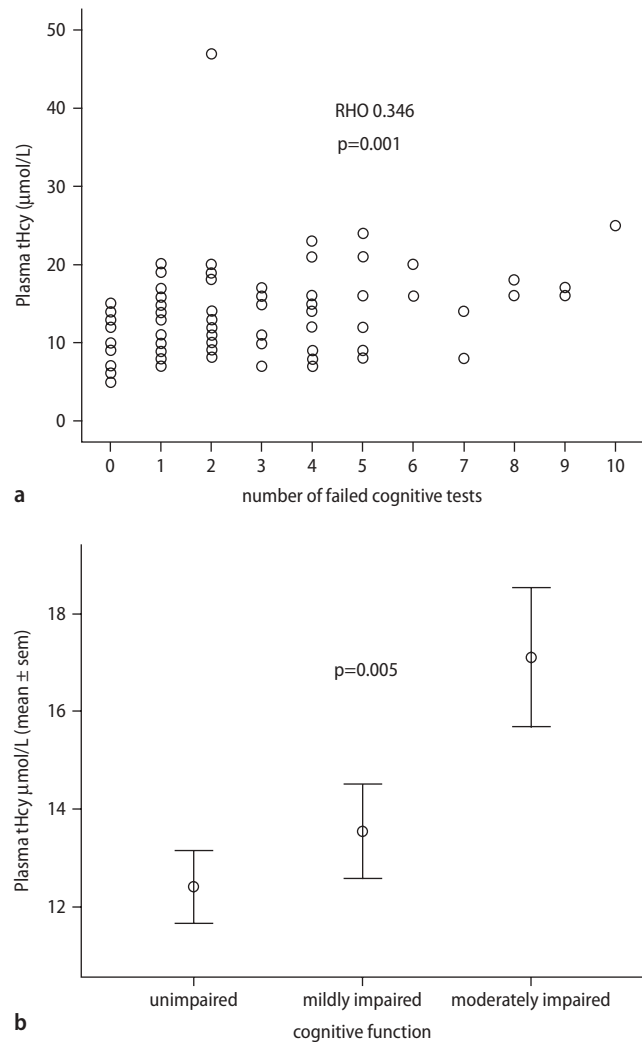 50
40
30
20
10
0
Plasma tHcy (μmol/L)
RHO 0.346
p=0.001
0 1 2 3 4 5 6 7 8 9 10
a
number of failed cognitive tests
18
16
14
12
Plasma tHcy μmol/L (mean ± sem)
p=0.005
unimpaired mildly impaired moderately impaired
b
cognitive function